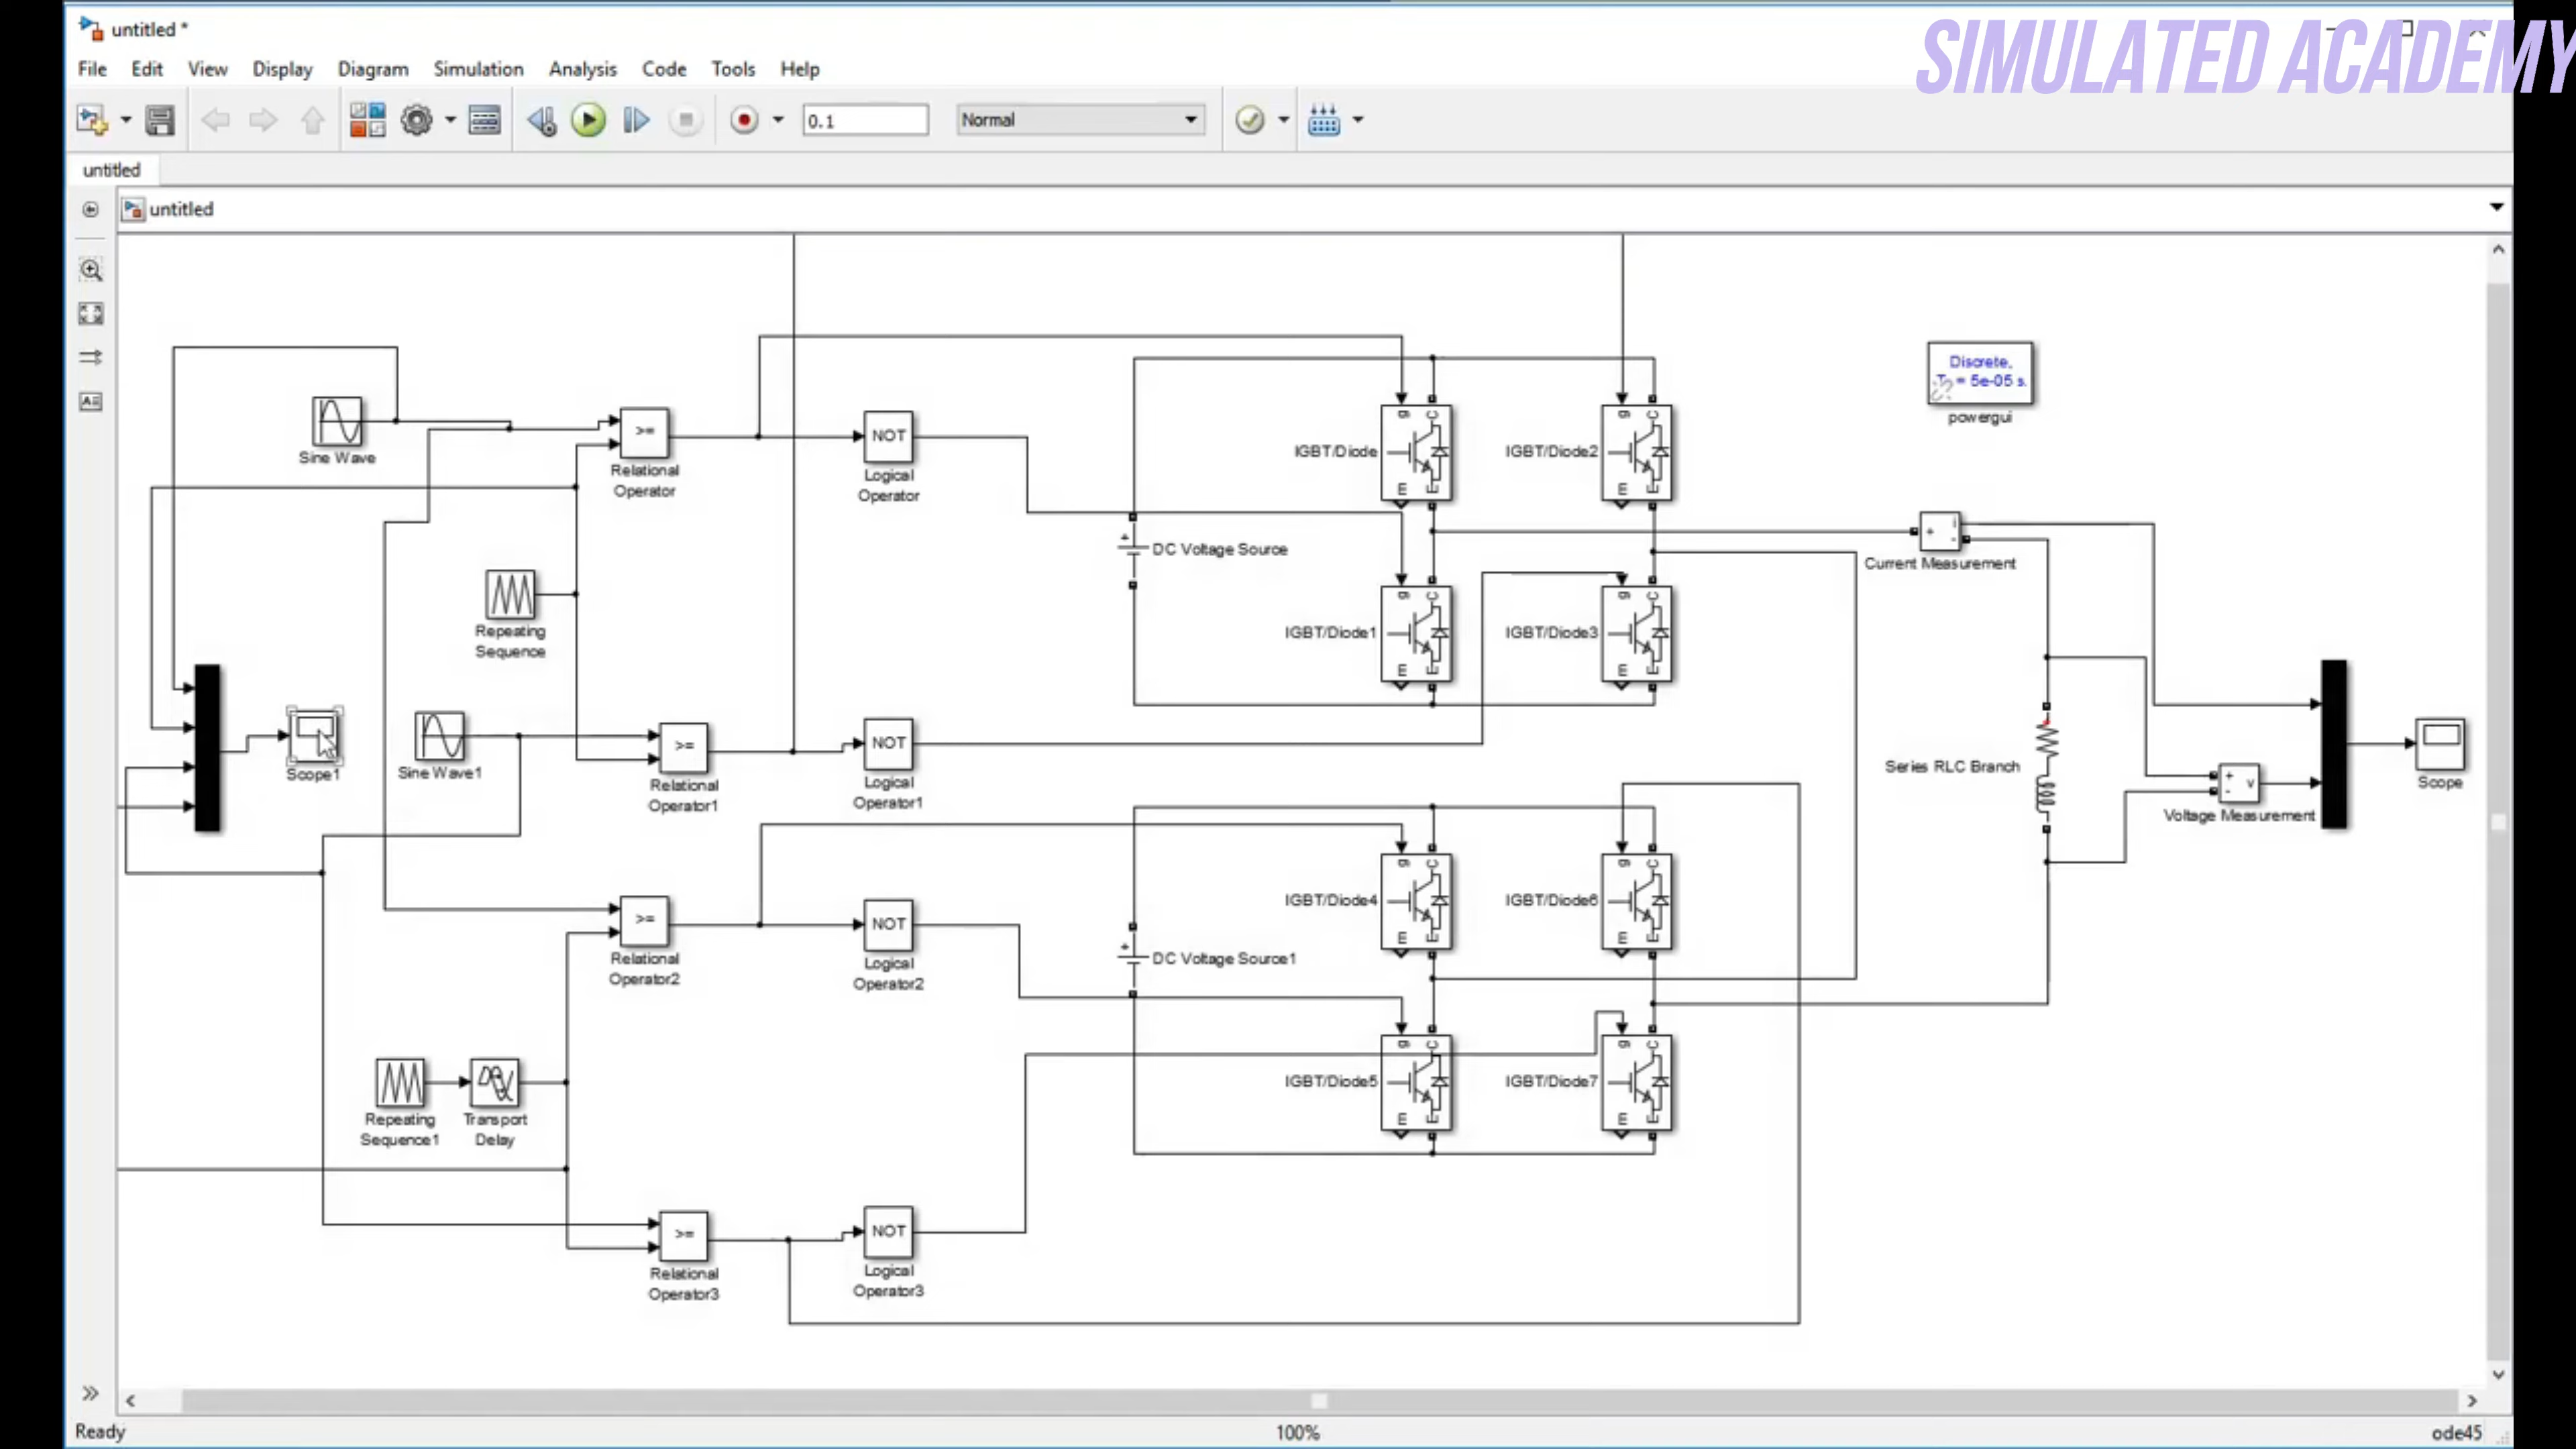 untitled *
SIMULATED ACADEMY
File Edit View Display Diagram Simulation Analysis Code Tools Help
0.1 Normal
untitled
untitled
Discrete,
= 5e-05 s.
powergui
Sine Wave
>=
Relational
Operator
NOT
Logical
Operator
IGBT/Diode
g C
E
IGBT/Diode2
g C
E
DC Voltage Source
+
Current Measurement
+ i
-
Repeating
Sequence
IGBT/Diode1
g C
E
IGBT/Diode3
g C
E
Scope1
Sine Wave1
>=
Relational
Operator1
NOT
Logical
Operator1
Series RLC Branch
+ v
-
Voltage Measurement
Scope
>=
Relational
Operator2
NOT
Logical
Operator2
IGBT/Diode4
g C
E
IGBT/Diode6
g C
E
DC Voltage Source1
+
Repeating
Sequence1
Transport
Delay
IGBT/Diode5
g C
E
IGBT/Diode7
g C
E
>=
Relational
Operator3
NOT
Logical
Operator3
Ready 100% ode45